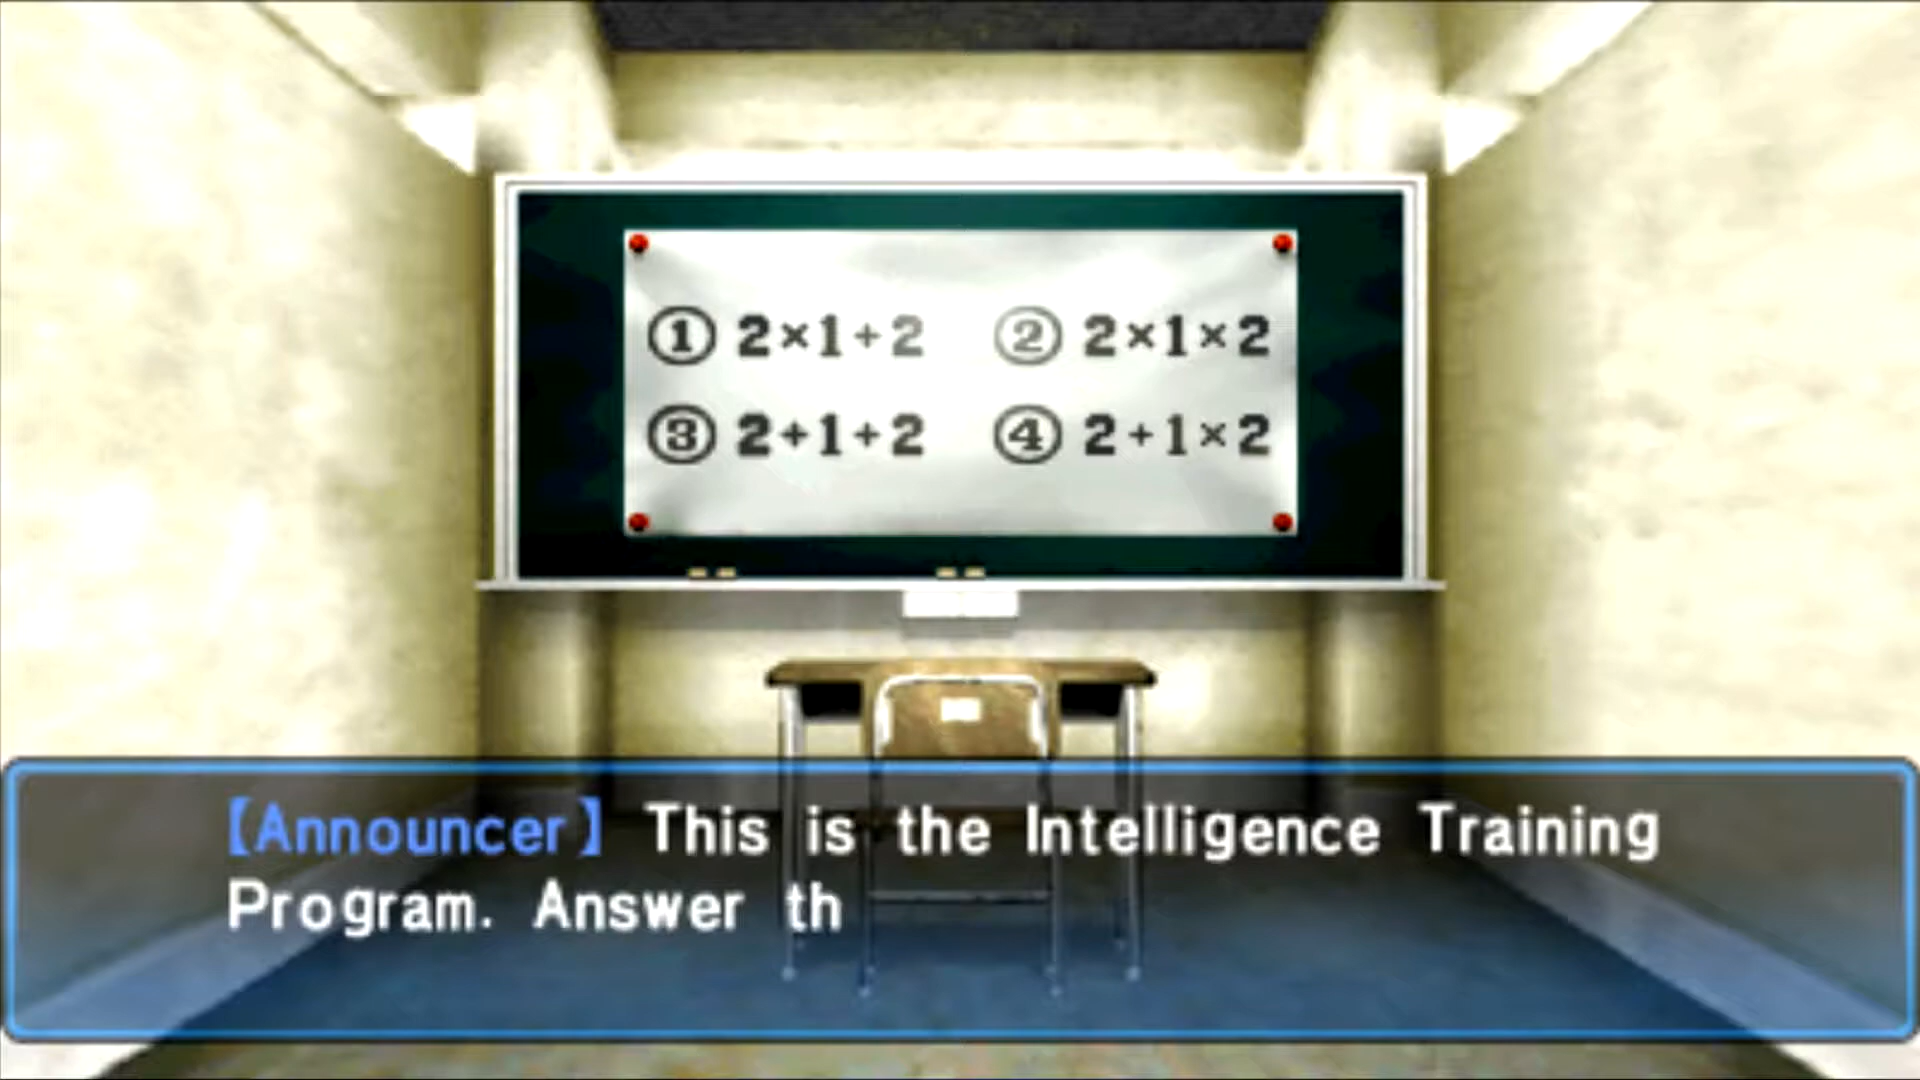 ① 2×1+2 ② 2×1×2
③ 2+1+2 ④ 2+1×2
【Announcer】 This is the Intelligence Training
Program. Answer th